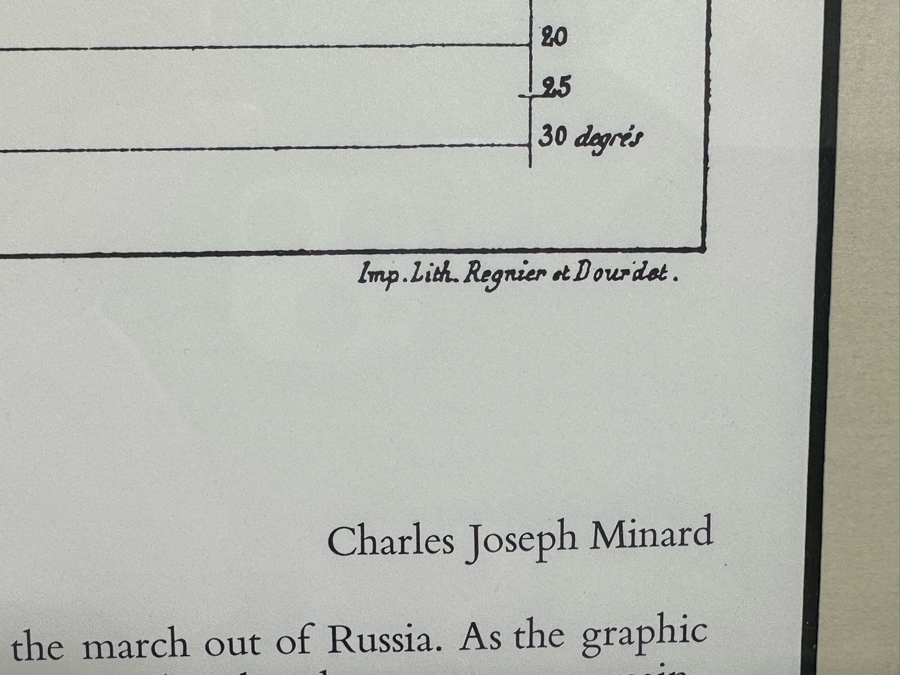 20
25
30 degrés
Imp. Lith. Regnier et Dourdet.
Charles Joseph Minard
the march out of Russia. As the graphic